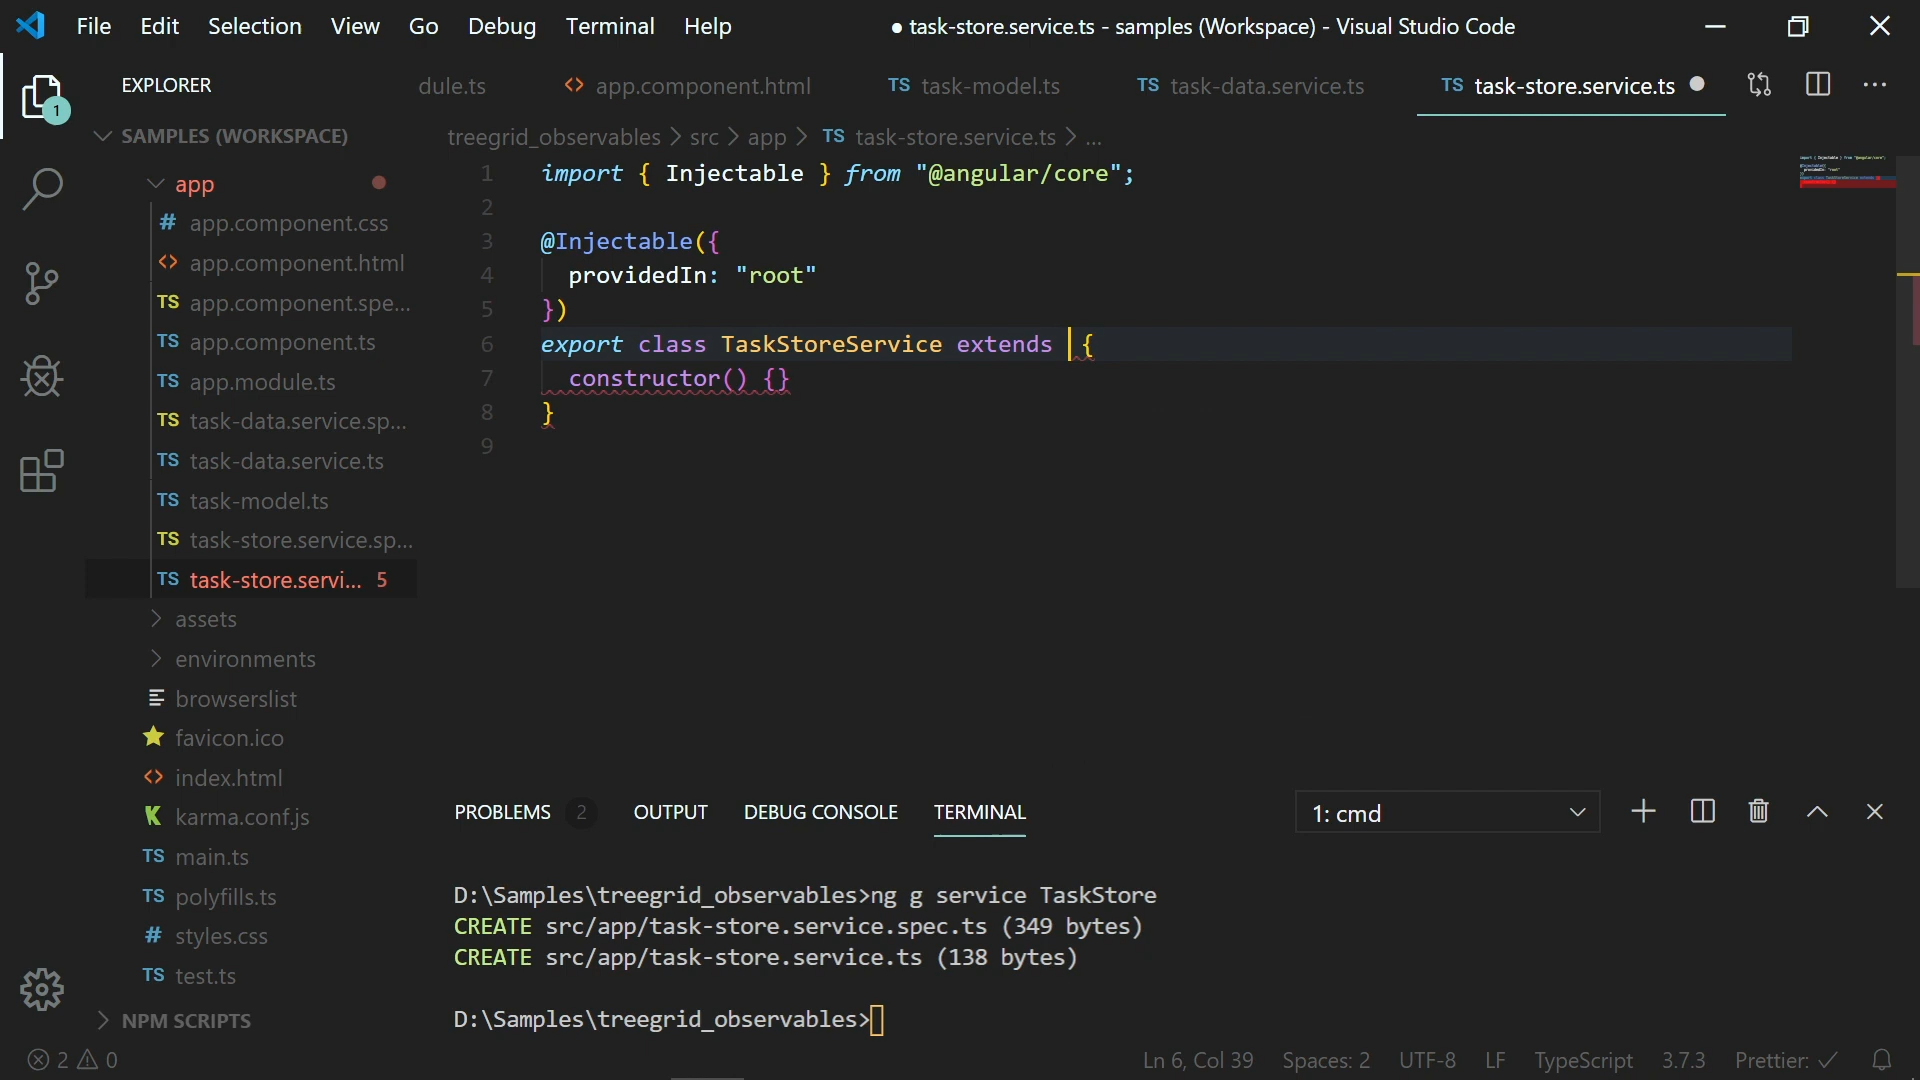 File Edit Selection View Go Debug Terminal Help
● task-store.service.ts - samples (Workspace) - Visual Studio Code
EXPLORER
1
dule.ts
<> app.component.html
TS task-model.ts
TS task-data.service.ts
TS task-store.service.ts ●
SAMPLES (WORKSPACE)
treegrid_observables > src > app > TS task-store.service.ts > ...
app
# app.component.css
<> app.component.html
TS app.component.spe...
TS app.component.ts
TS app.module.ts
TS task-data.service.sp...
TS task-data.service.ts
TS task-model.ts
TS task-store.service.sp...
TS task-store.servi... 5
assets
environments
browserslist
favicon.ico
<> index.html
K karma.conf.js
TS main.ts
TS polyfills.ts
# styles.css
TS test.ts
NPM SCRIPTS
1 import { Injectable } from "@angular/core";
2
3 @Injectable({
4 providedIn: "root"
5 })
6 export class TaskStoreService extends {
7 constructor() {}
8 }
9
PROBLEMS 2 OUTPUT DEBUG CONSOLE TERMINAL
1: cmd
D:\Samples\treegrid_observables>ng g service TaskStore
CREATE src/app/task-store.service.spec.ts (349 bytes)
CREATE src/app/task-store.service.ts (138 bytes)
D:\Samples\treegrid_observables>
2 0
Ln 6, Col 39 Spaces: 2 UTF-8 LF TypeScript 3.7.3 Prettier: ✓